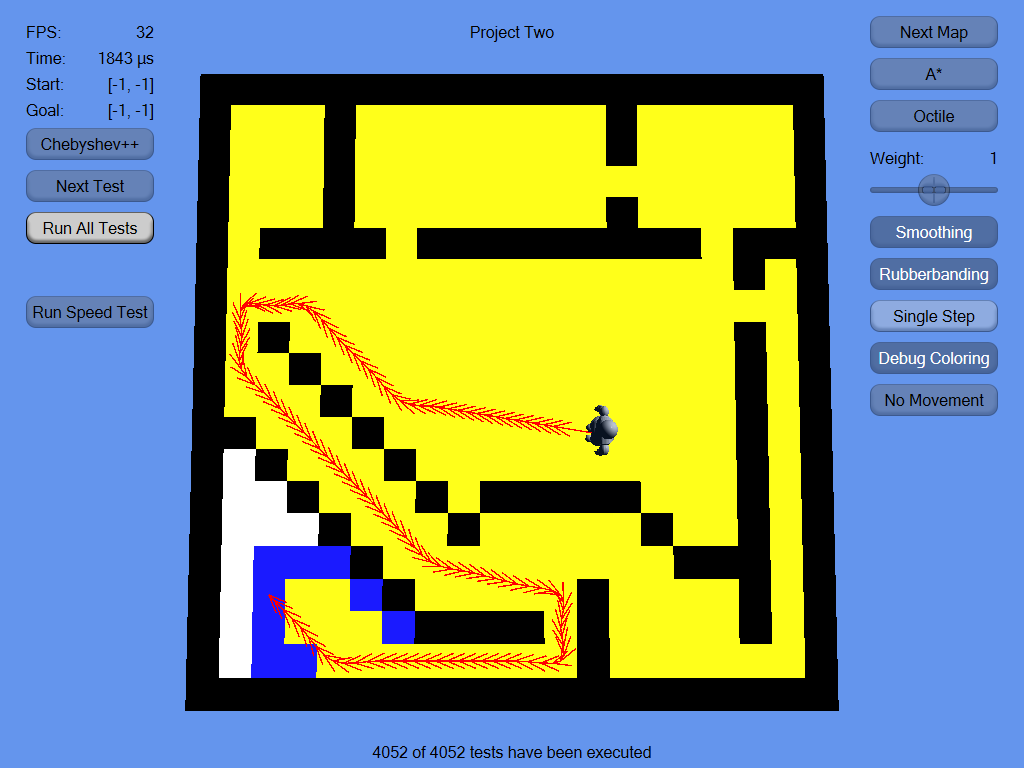 FPS: 32
Project Two
Next Map
Time: 1843 µs
A*
Start: [-1, -1]
Goal: [-1, -1]
Octile
Chebyshev++
Weight: 1
Next Test
Run All Tests
Smoothing
Rubberbanding
Run Speed Test
Single Step
Debug Coloring
No Movement
4052 of 4052 tests have been executed